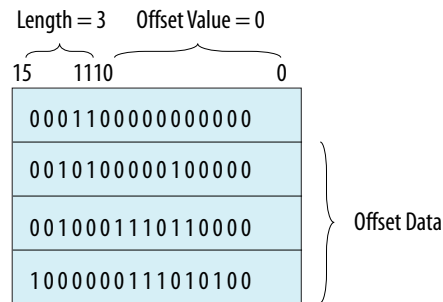 Length = 3 Offset Value = 0
15 1110 0
0001100000000000
0010100000100000
0010001110110000
1000000111010100
Offset Data